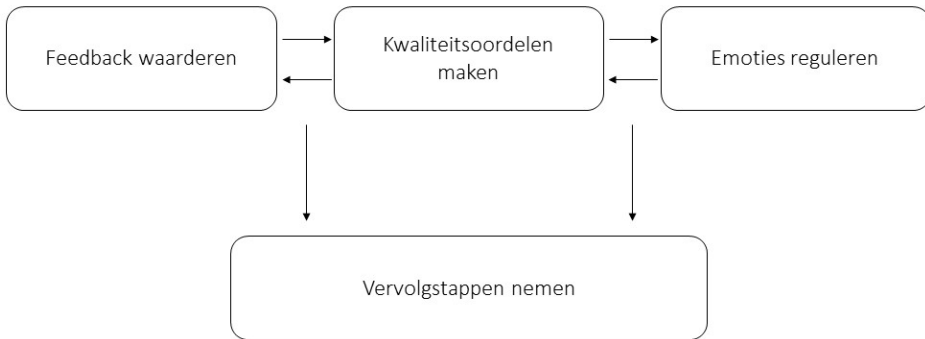 Feedback waarderen
Kwaliteitsoordelen
maken
Emoties reguleren
Vervolgstappen nemen